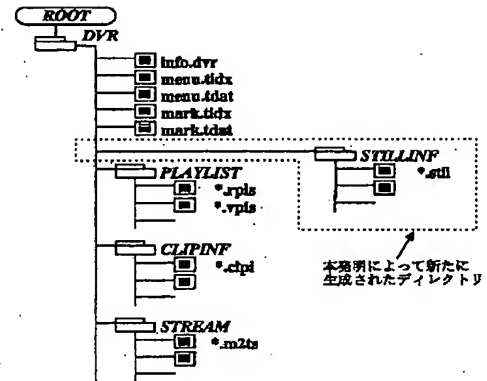 ROOT
DVR
info.dvr
menu.tidx
menu.tdat
mark.tidx
mark.tdat
STILLINF
*.stil
PLAYLIST
*.rpls
*.vpls
CLIPINF
*.clpi
本発明によって新たに
生成されたディレクトリ
STREAM
*.m2ts